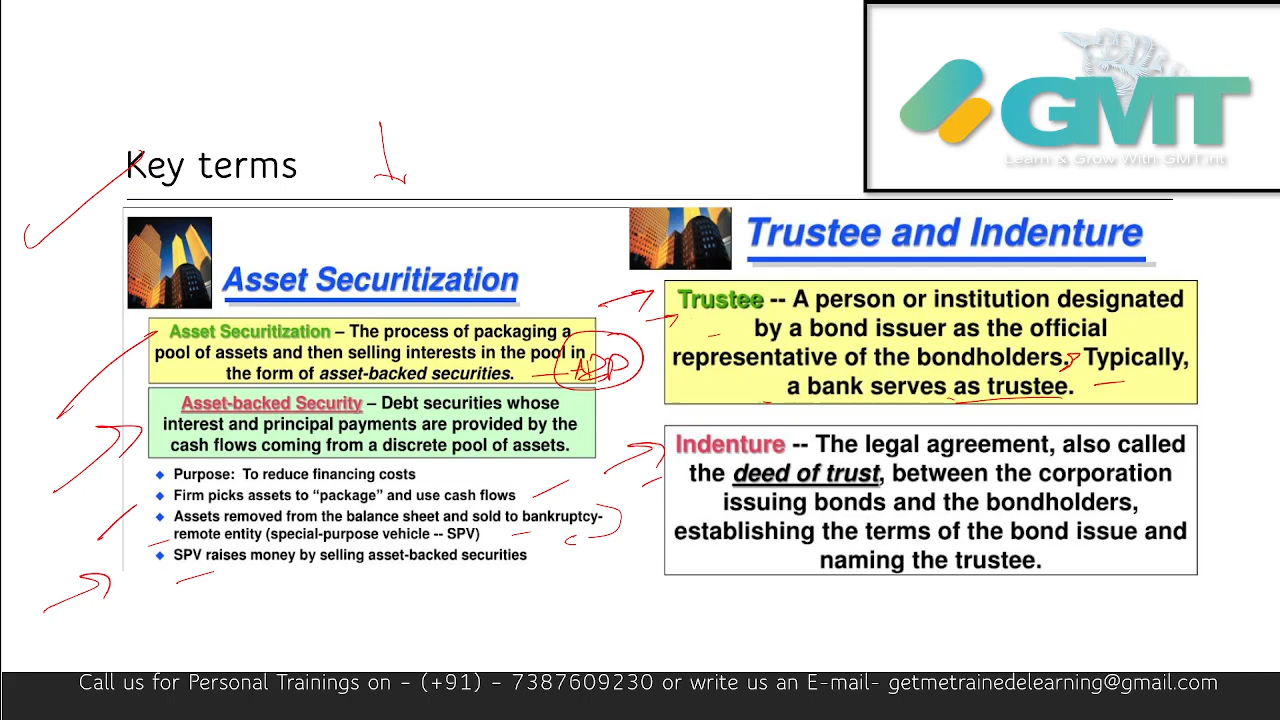 GMT
Learn & Grow With GMT.int
Key terms
Asset Securitization
Asset Securitization – The process of packaging a
pool of assets and then selling interests in the pool in
the form of asset-backed securities.
Asset-backed Security – Debt securities whose
interest and principal payments are provided by the
cash flows coming from a discrete pool of assets.
Purpose: To reduce financing costs
Firm picks assets to “package” and use cash flows
Assets removed from the balance sheet and sold to bankruptcy-
remote entity (special-purpose vehicle -- SPV)
SPV raises money by selling asset-backed securities
Trustee and Indenture
Trustee -- A person or institution designated
by a bond issuer as the official
representative of the bondholders. Typically,
a bank serves as trustee.
Indenture -- The legal agreement, also called
the deed of trust, between the corporation
issuing bonds and the bondholders,
establishing the terms of the bond issue and
naming the trustee.
Call us for Personal Trainings on - (+91) - 7387609230 or write us an E-mail- getmetrainedelearning@gmail.com